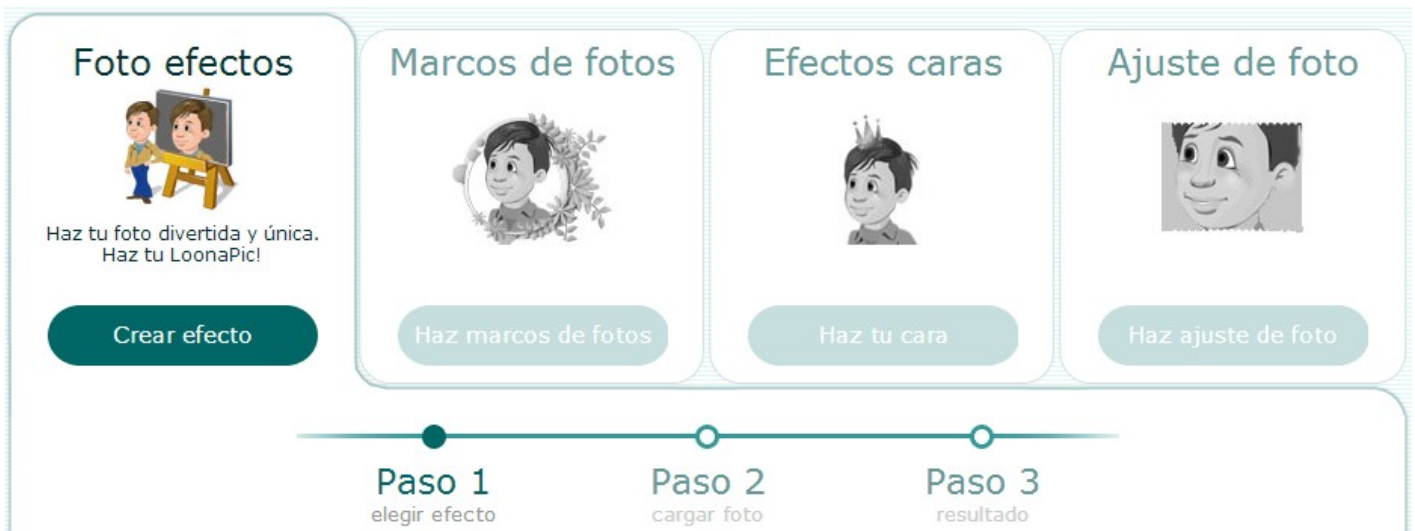 Foto efectos
Haz tu foto divertida y única.
Haz tu LoonaPic!
Crear efecto
Marcos de fotos
Haz marcos de fotos
Efectos caras
Haz tu cara
Ajuste de foto
Haz ajuste de foto
Paso 1
elegir efecto
Paso 2
cargar foto
Paso 3
resultado